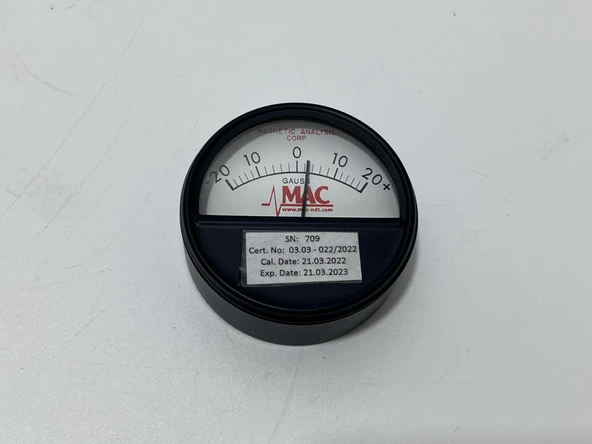 MAGNETIC ANALYSIS
CORP
-20 10 0 10 20+
GAUSS
MAC
www.mac-ndt.com
SN: 709
Cert. No: 03.03 - 022/2022
Cal. Date: 21.03.2022
Exp. Date: 21.03.2023